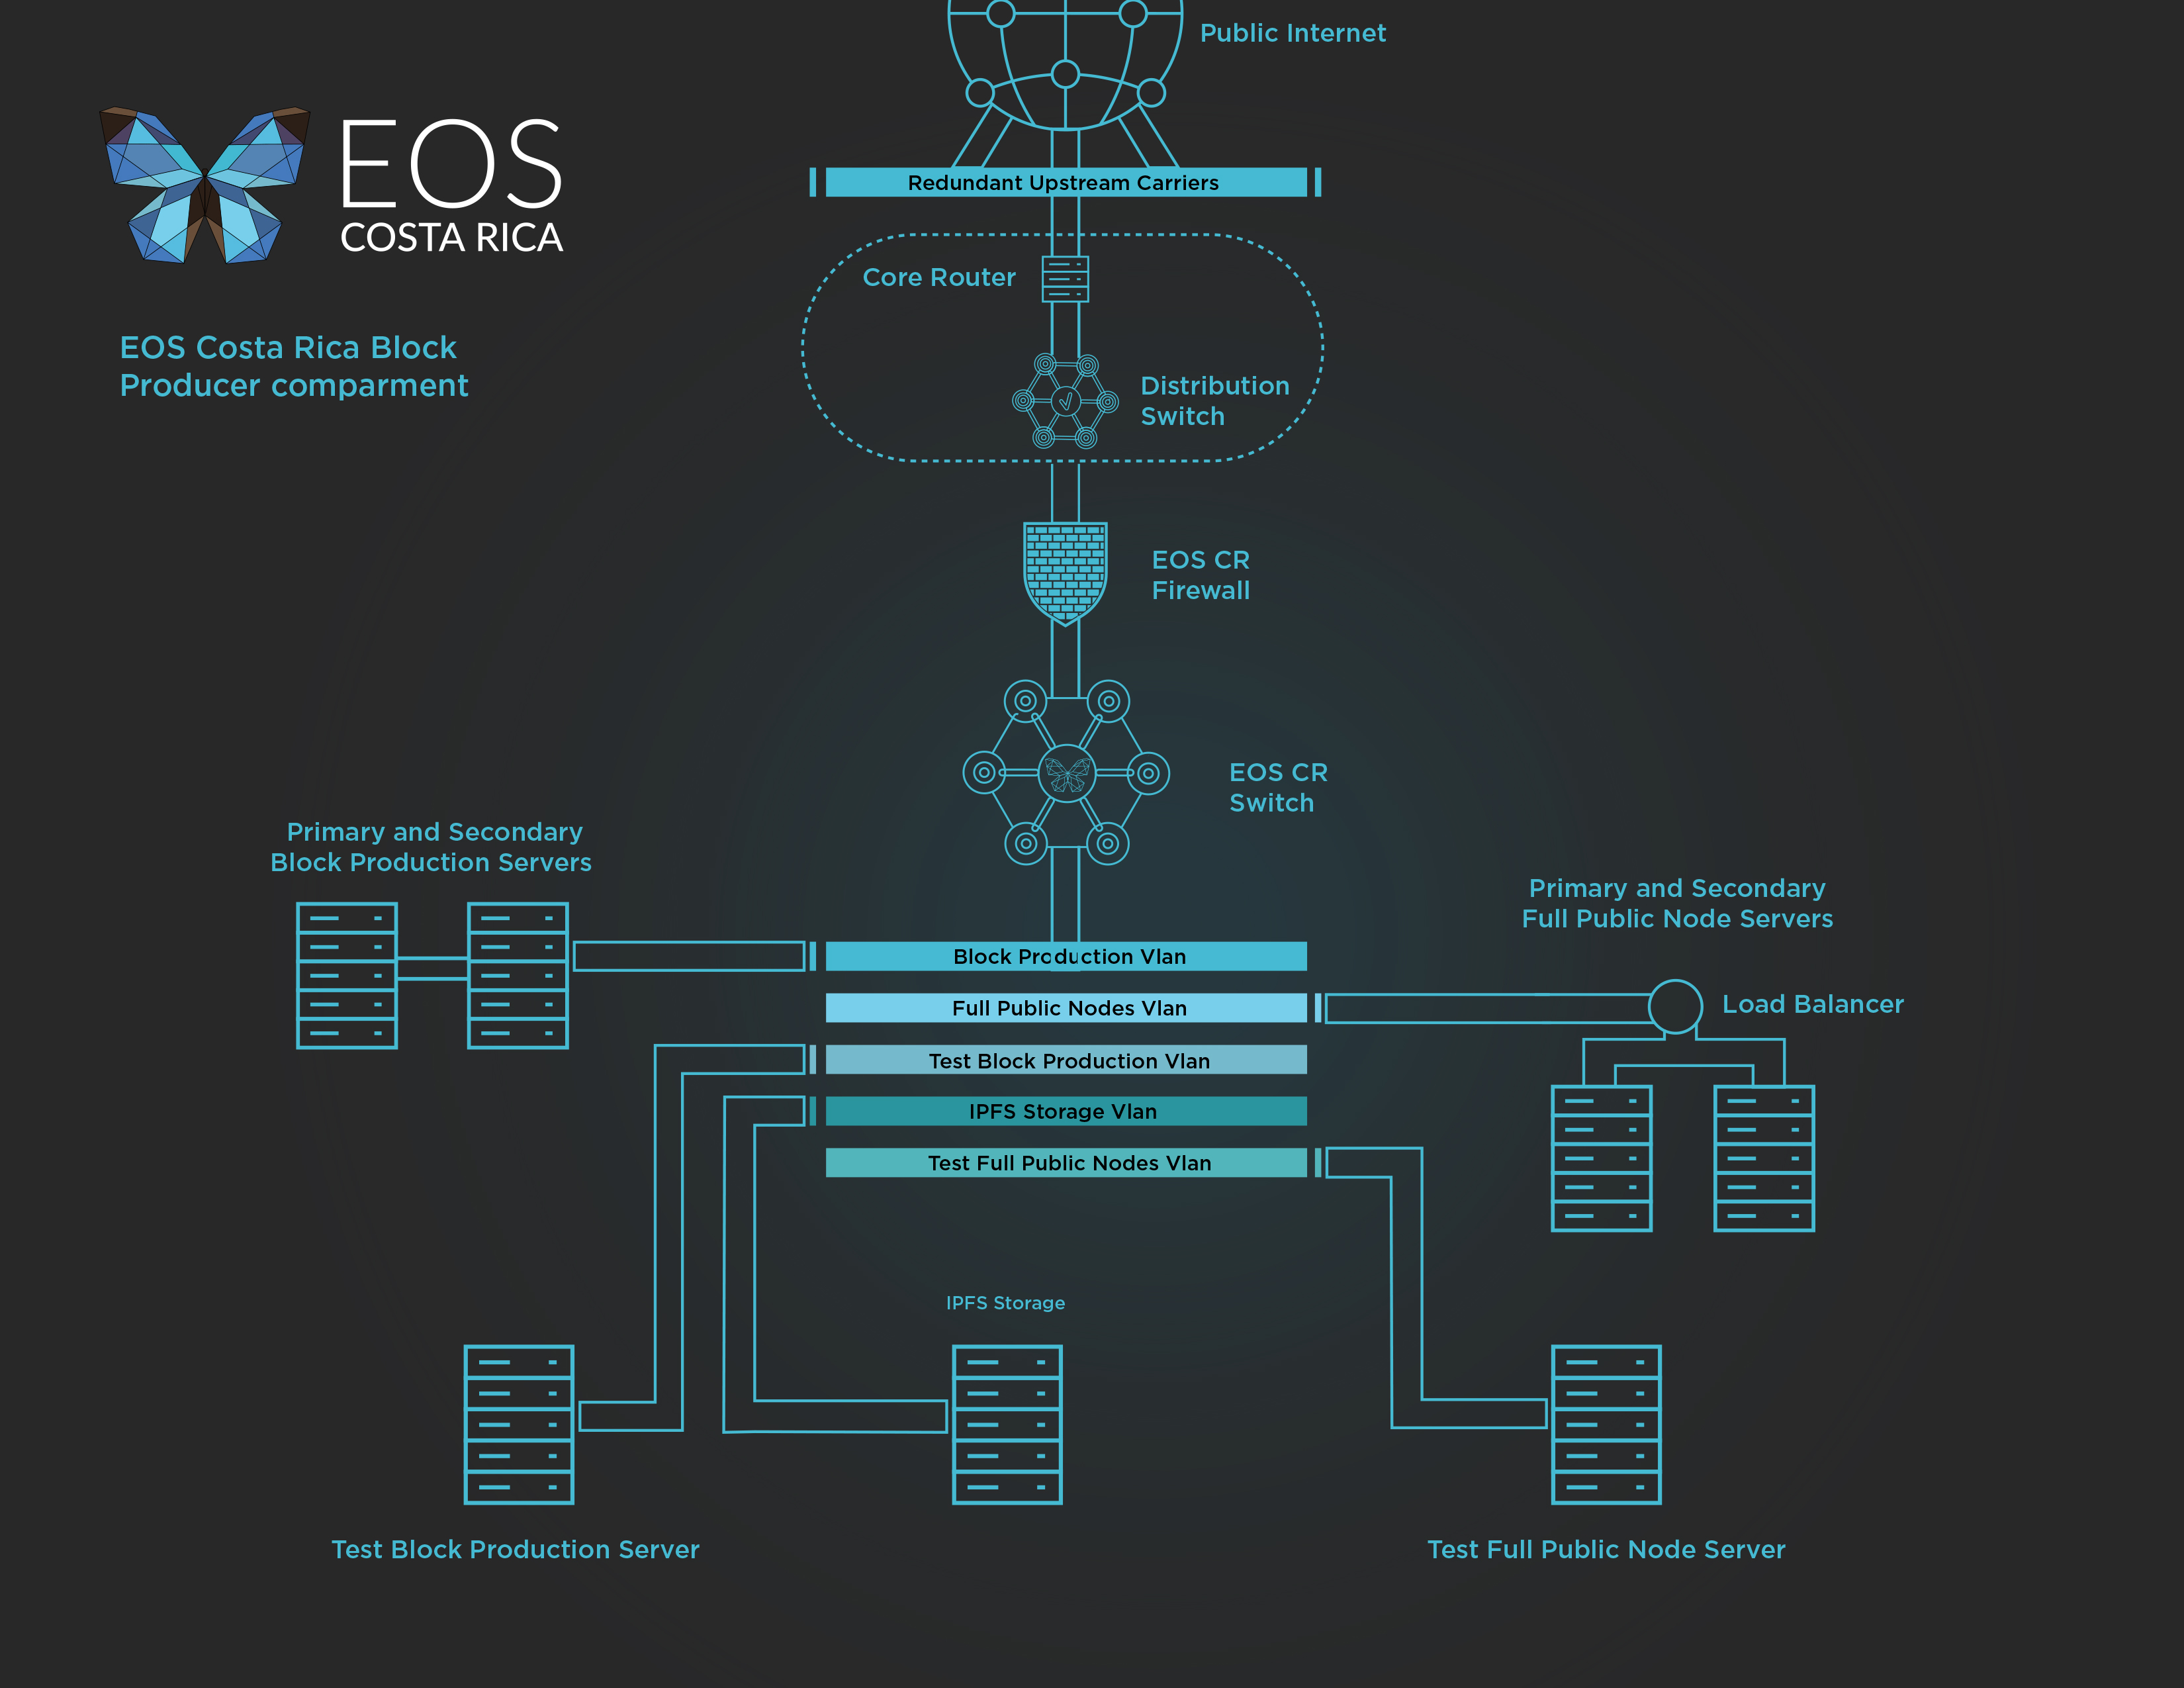 Public Internet
EOS
COSTA RICA
Redundant Upstream Carriers
Core Router
EOS Costa Rica Block
Producer comparment
Distribution
Switch
EOS CR
Firewall
EOS CR
Switch
Primary and Secondary
Block Production Servers
Primary and Secondary
Full Public Node Servers
Block Production Vlan
Full Public Nodes Vlan
Load Balancer
Test Block Production Vlan
IPFS Storage Vlan
Test Full Public Nodes Vlan
IPFS Storage
Test Block Production Server
Test Full Public Node Server